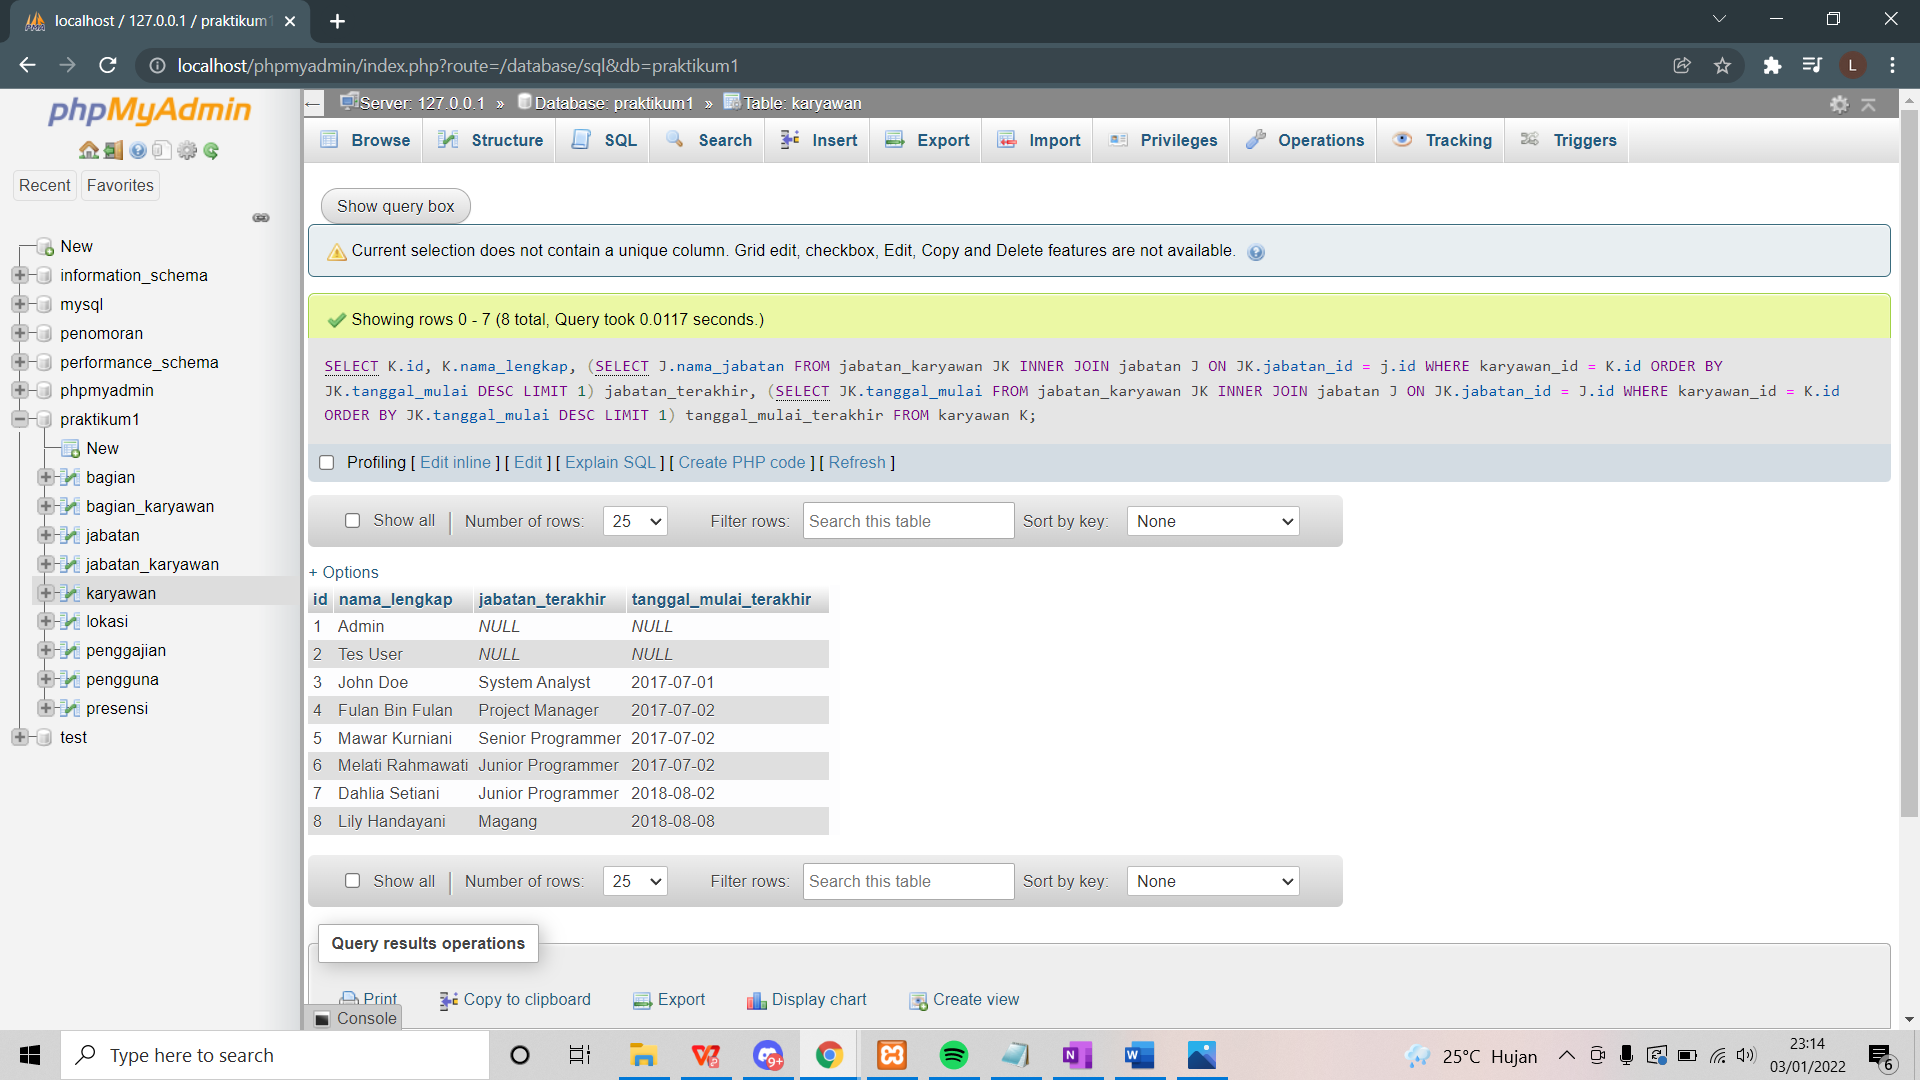 localhost / 127.0.0.1 / praktikum1
localhost/phpmyadmin/index.php?route=/database/sql&db=praktikum1
L
phpMyAdmin
Recent Favorites
New
information_schema
mysql
penomoran
performance_schema
phpmyadmin
praktikum1
New
bagian
bagian_karyawan
jabatan
jabatan_karyawan
karyawan
lokasi
penggajian
pengguna
presensi
test
Server: 127.0.0.1 » Database: praktikum1 » Table: karyawan
Browse Structure SQL Search Insert Export Import Privileges Operations Tracking Triggers
Show query box
Current selection does not contain a unique column. Grid edit, checkbox, Edit, Copy and Delete features are not available.
Showing rows 0 - 7 (8 total, Query took 0.0117 seconds.)
SELECT K.id, K.nama_lengkap, (SELECT J.nama_jabatan FROM jabatan_karyawan JK INNER JOIN jabatan J ON JK.jabatan_id = j.id WHERE karyawan_id = K.id ORDER BY
JK.tanggal_mulai DESC LIMIT 1) jabatan_terakhir, (SELECT JK.tanggal_mulai FROM jabatan_karyawan JK INNER JOIN jabatan J ON JK.jabatan_id = J.id WHERE karyawan_id = K.id
ORDER BY JK.tanggal_mulai DESC LIMIT 1) tanggal_mulai_terakhir FROM karyawan K;
Profiling [ Edit inline ] [ Edit ] [ Explain SQL ] [ Create PHP code ] [ Refresh ]
Show all | Number of rows: 25 Filter rows: Search this table Sort by key: None
+ Options
id nama_lengkap jabatan_terakhir tanggal_mulai_terakhir
1 Admin NULL NULL
2 Tes User NULL NULL
3 John Doe System Analyst 2017-07-01
4 Fulan Bin Fulan Project Manager 2017-07-02
5 Mawar Kurniani Senior Programmer 2017-07-02
6 Melati Rahmawati Junior Programmer 2017-07-02
7 Dahlia Setiani Junior Programmer 2018-08-02
8 Lily Handayani Magang 2018-08-08
Show all | Number of rows: 25 Filter rows: Search this table Sort by key: None
Query results operations
Print Copy to clipboard Export Display chart Create view
Console
Type here to search
9+
25°C Hujan
23:14
03/01/2022
6